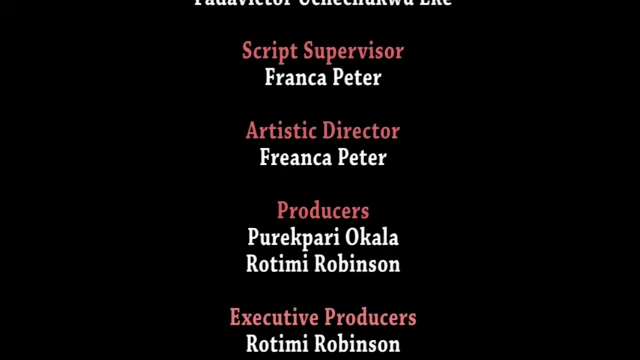 Script Supervisor
Franca Peter
Artistic Director
Freanca Peter
Producers
Purekpari Okala
Rotimi Robinson
Executive Producers
Rotimi Robinson